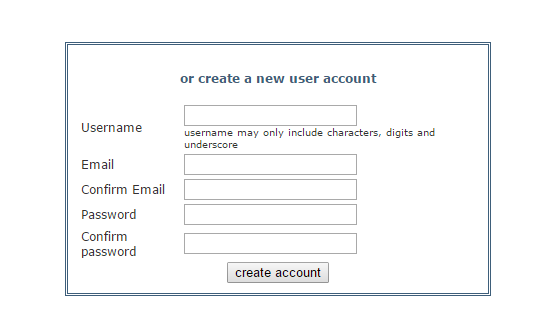 or create a new user account
Username
username may only include characters, digits and
underscore
Email
Confirm Email
Password
Confirm
password
create account